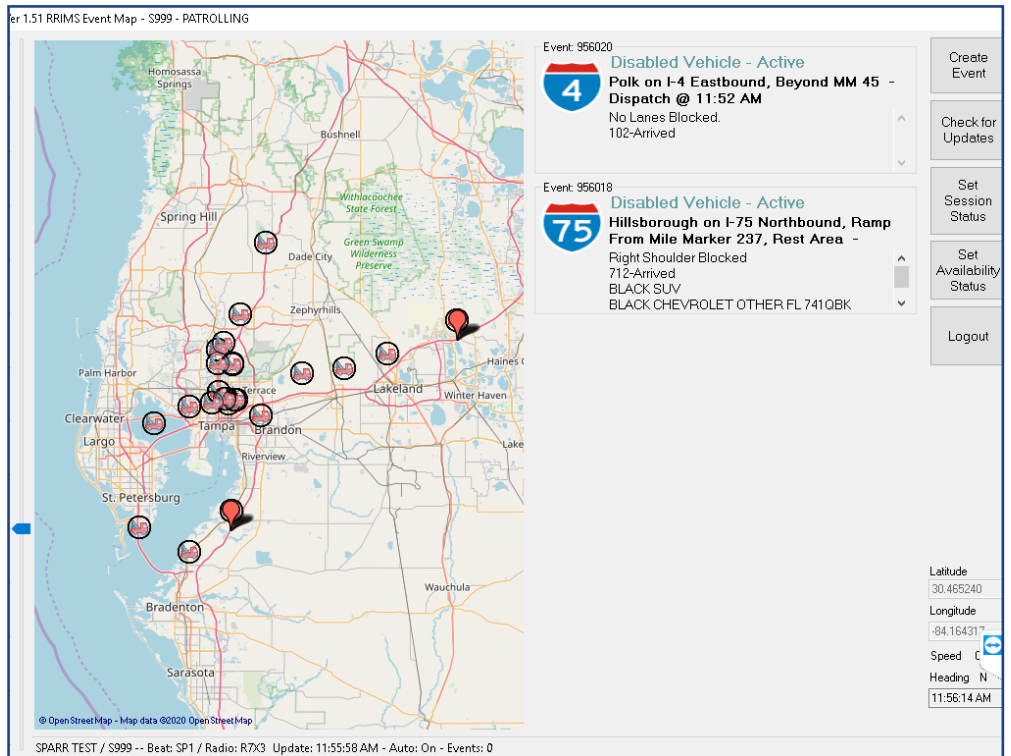 er 1.51 RRIMS Event Map - S999 - PATROLLING
Homosassa
Springs
Bushnell
Withlacoochee
State Forest
Spring Hill
Green Swamp
Wilderness
Preserve
Dade City
Zephyrhills
Haines
Palm Harbor
Terrace
Lakeland
Winter Haven
Clearwater
Tampa
Brandon
Largo
Lake
Riverview
St. Petersburg
Wauchula
Bradenton
Sarasota
© OpenStreetMap - Map data ©2020 OpenStreetMap
Event: 956020
4
Disabled Vehicle - Active
Polk on I-4 Eastbound, Beyond MM 45 -
Dispatch @ 11:52 AM
No Lanes Blocked.
102-Arrived
Event: 956018
75
Disabled Vehicle - Active
Hillsborough on I-75 Northbound, Ramp
From Mile Marker 237, Rest Area -
Right Shoulder Blocked
712-Arrived
BLACK SUV
BLACK CHEVROLET OTHER FL 741QBK
Create
Event
Check for
Updates
Set
Session
Status
Set
Availability
Status
Logout
Latitude
30.465240
Longitude
-84.164317
Speed
Heading N
11:56:14 AM
SPARR TEST / S999 -- Beat: SP1 / Radio: R7X3 Update: 11:55:58 AM - Auto: On - Events: 0